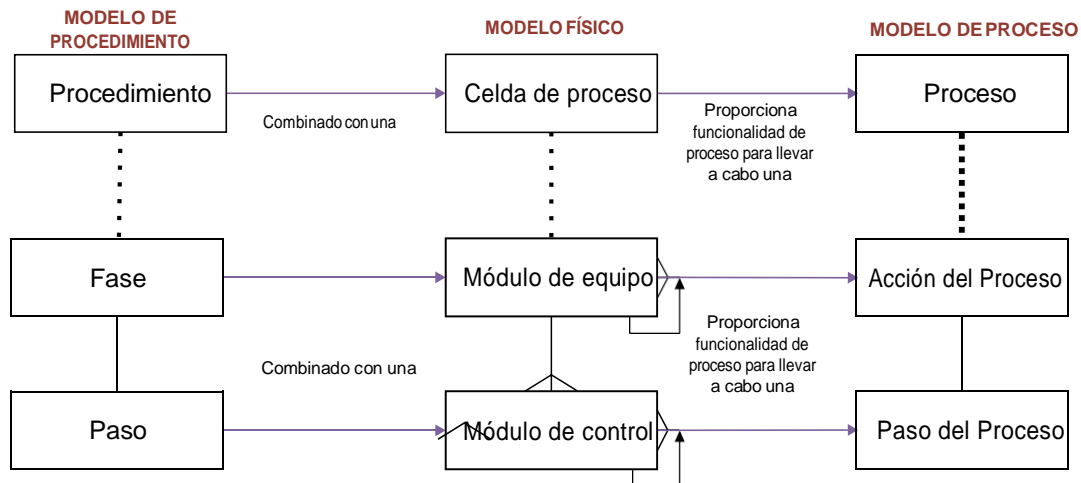 MODELO DE
PROCEDIMIENTO
MODELO FÍSICO
MODELO DE PROCESO
Procedimiento
Combinado con una
Celda de proceso
Proporciona
funcionalidad de
proceso para llevar
a cabo una
Proceso
Fase
Módulo de equipo
Acción del Proceso
Combinado con una
Proporciona
funcionalidad de
proceso para llevar
a cabo una
Paso
Módulo de control
Paso del Proceso